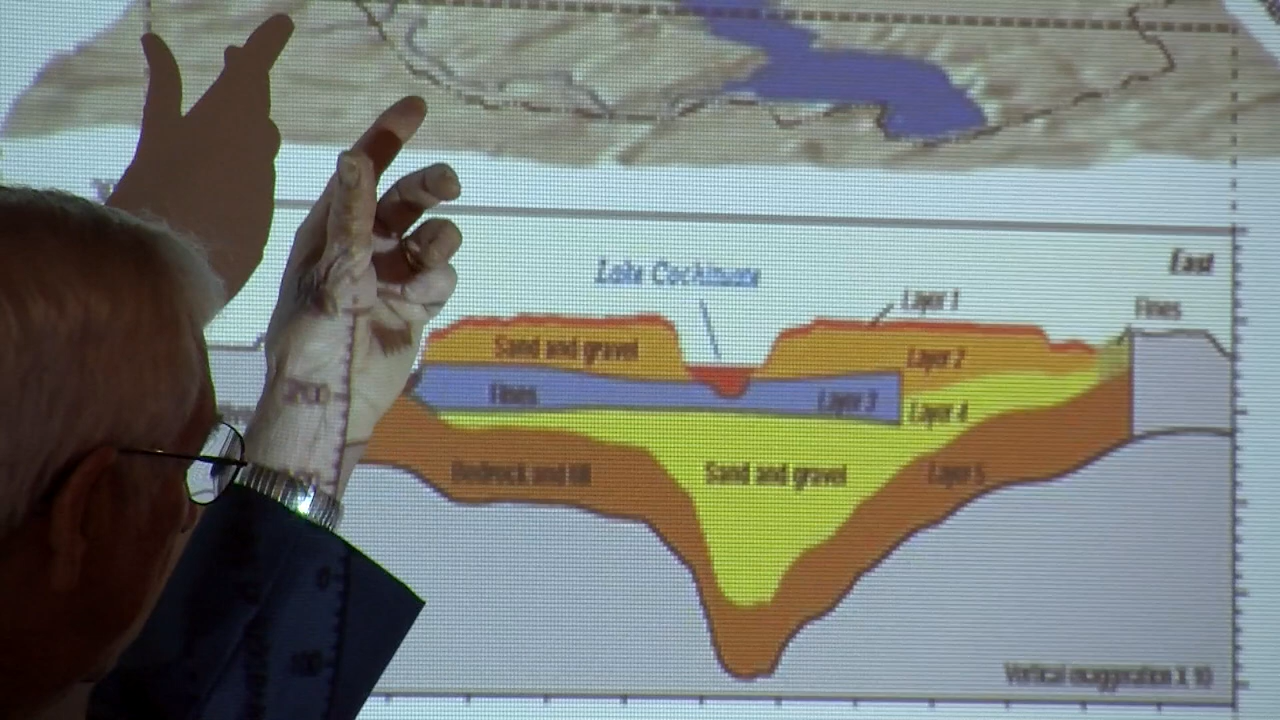 East
Lake Cochituate
Layer 1
Fines
Sand and gravel
Layer 2
Fines
Layer 3
Layer 4
Bedrock and till
Sand and gravel
Layer 5
Vertical exaggeration X 10